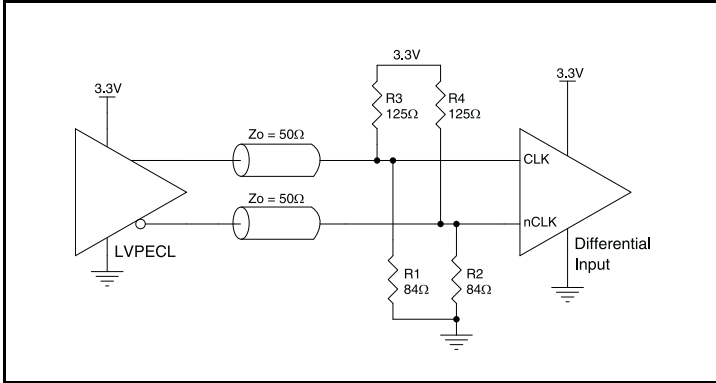 3.3V
3.3V
3.3V
R3
125Ω
R4
125Ω
Zo = 50Ω
CLK
Zo = 50Ω
nCLK
LVPECL
Differential
Input
R1
84Ω
R2
84Ω